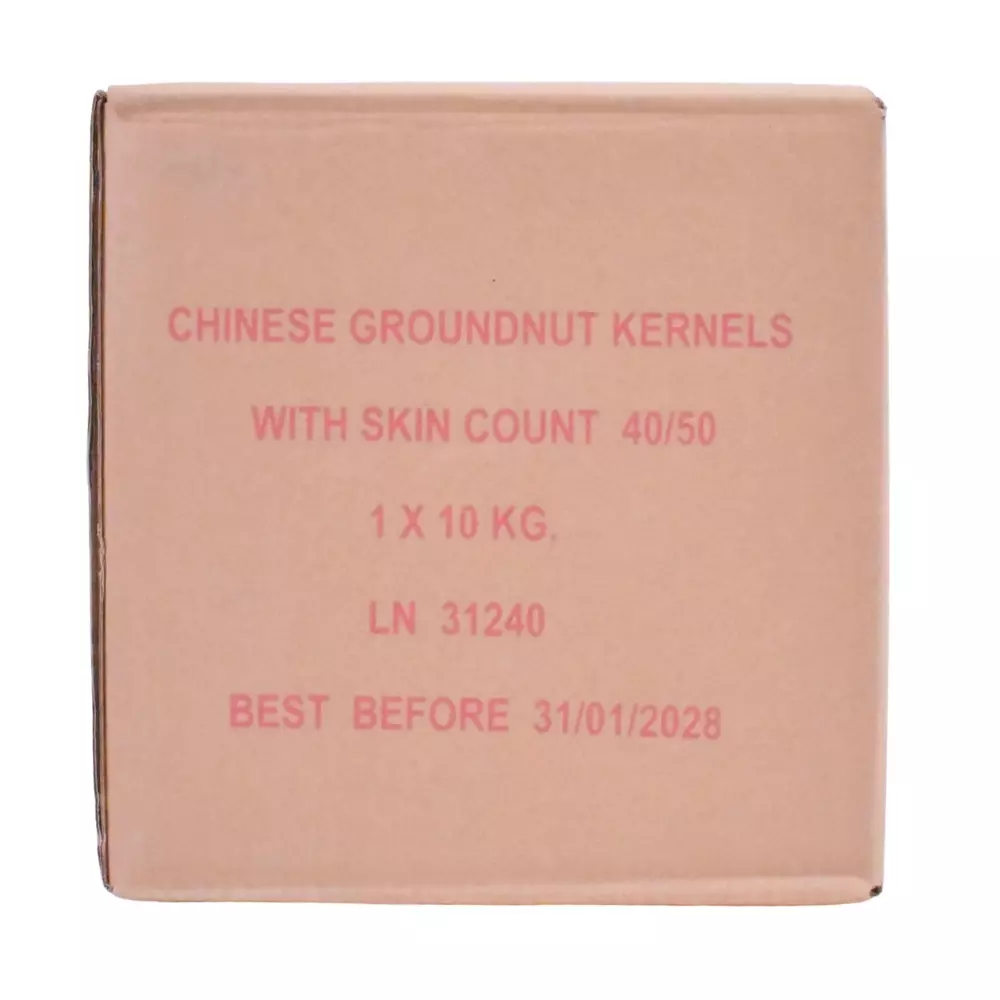 CHINESE GROUNDNUT KERNELS
WITH SKIN COUNT 40/50
1 X 10 KG.
LN 31240
BEST BEFORE 31/01/2028